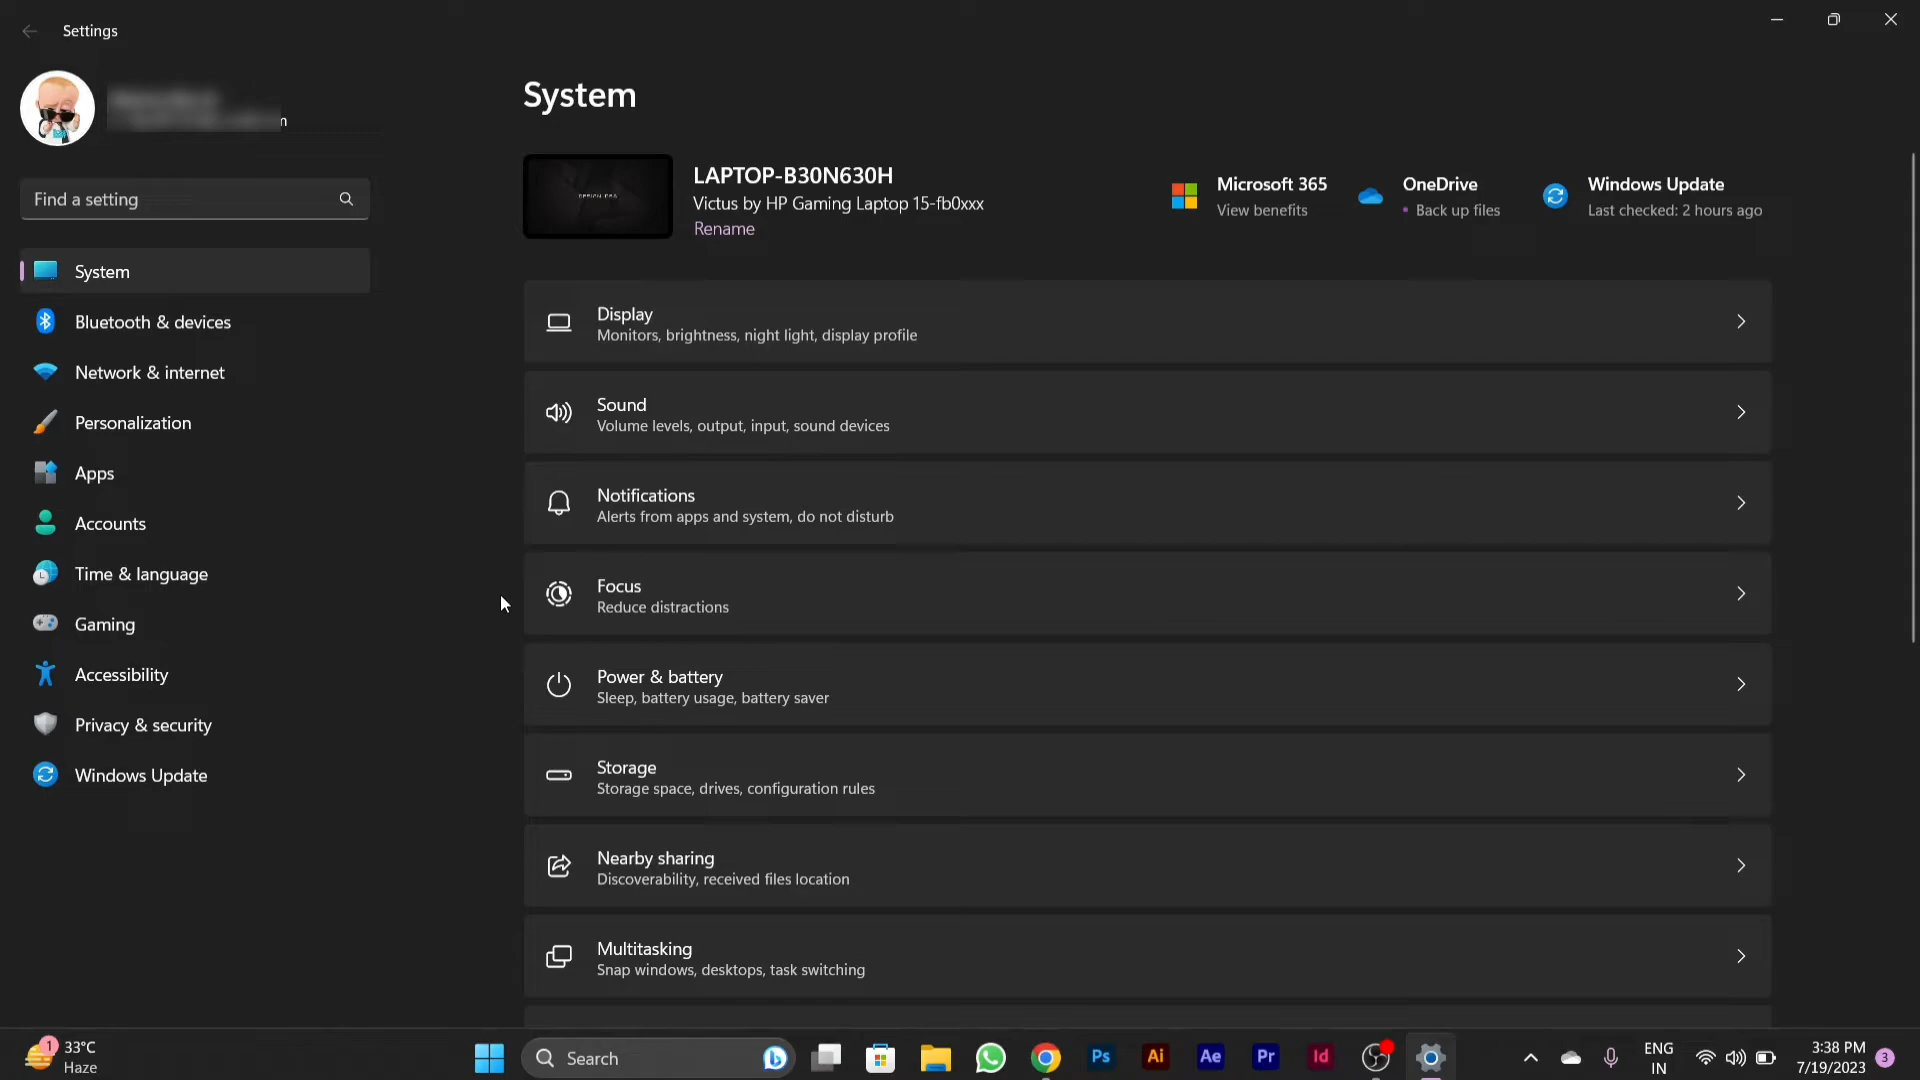 Settings
System
Find a setting
LAPTOP-B30N630H
Victus by HP Gaming Laptop 15-fb0xxx
Rename
Microsoft 365
View benefits
OneDrive
• Back up files
Windows Update
Last checked: 2 hours ago
System
Bluetooth & devices
Network & internet
Personalization
Apps
Accounts
Time & language
Gaming
Accessibility
Privacy & security
Windows Update
Display
Monitors, brightness, night light, display profile
Sound
Volume levels, output, input, sound devices
Notifications
Alerts from apps and system, do not disturb
Focus
Reduce distractions
Power & battery
Sleep, battery usage, battery saver
Storage
Storage space, drives, configuration rules
Nearby sharing
Discoverability, received files location
Multitasking
Snap windows, desktops, task switching
1
33°C
Haze
Search
Ps
Ai
Ae
Pr
Id
ENG
IN
3:38 PM
7/19/2023
3